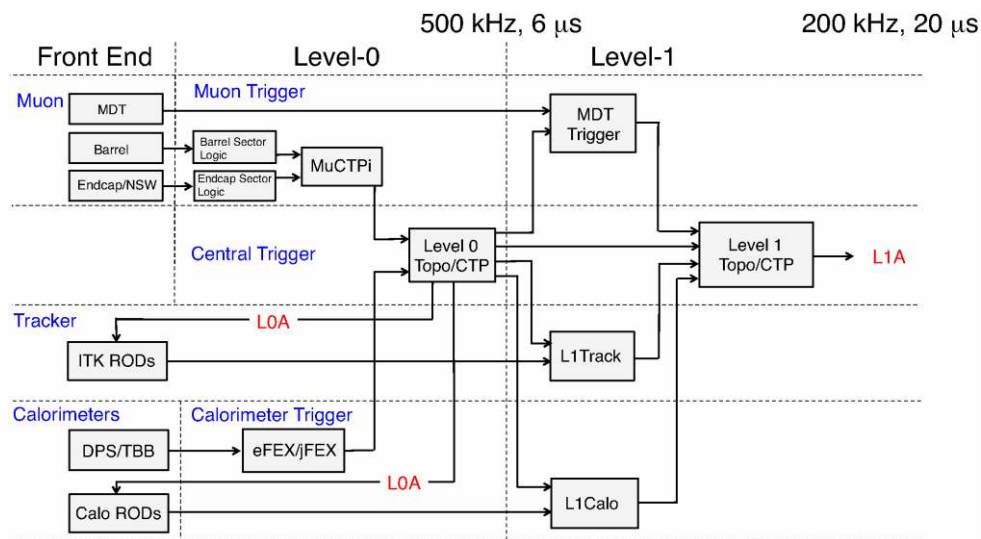 500 kHz, 6 μs
200 kHz, 20 μs
Front End
Level-0
Level-1
Muon
Muon Trigger
MDT
MDT
Trigger
Barrel
Barrel Sector
Logic
MuCTPi
Endcap/NSW
Endcap Sector
Logic
Central Trigger
Level 0
Topo/CTP
Level 1
Topo/CTP
L1A
Tracker
L0A
ITK RODs
L1Track
Calorimeters
Calorimeter Trigger
DPS/TBB
eFEX/jFEX
L0A
Calo RODs
L1Calo